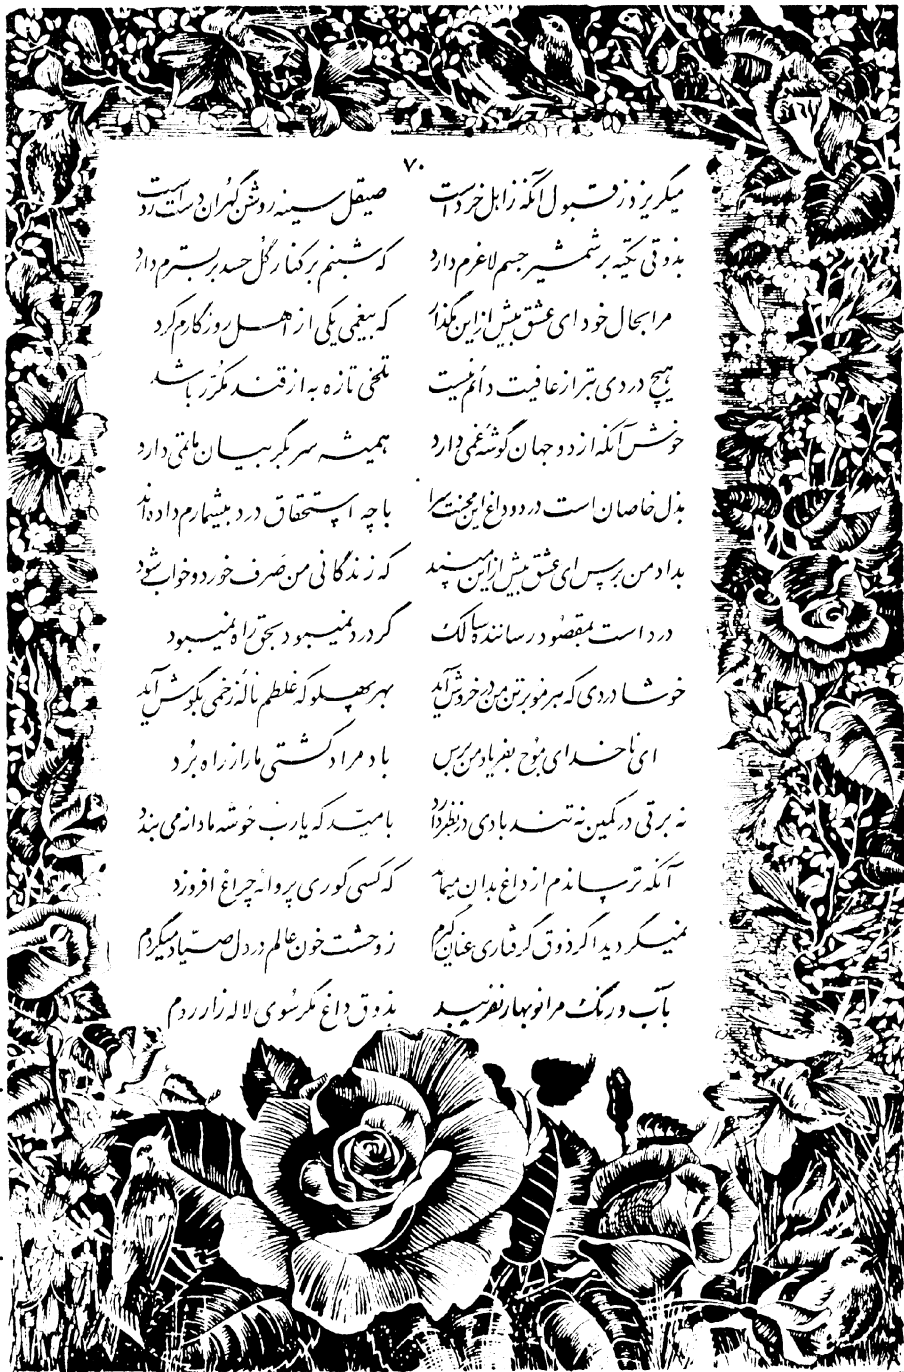 ۷۰
میگریزد ز قبول آنکه ز اهل خرد است صیقل سینه روشن گهران دست رد است
بذوقی تکیه بر شمشیر جسم لاغرم دارد که شبنم بر کنار گل حسد بر بسترم دارد
مرا بحال خود ای عشق بیش ازین مگذار که بیغمی یکی از اهل روزگارم کرد
هیچ دردی بتر از عافیت دائم نیست تلخی تازه به از قند مکرر باشد
خوش آنکه از دو جهان گوشه غمی دارد همیشه سر بگریبان ماتمی دارد
بذل خاصان است درد و داغ این محنت سرا با چه استحقاق درد بیشمارم داده اند
بداد من برس ای عشق بیش ازین مپسند که زندگانی من صرف خورد و خواب شود
درد است بمقصود رساننده سالک گر درد نمیبود بحق راه نمیبود
خوشا دردی که هر مو بر تن من در خروش آید بهر پهلو که غلطم ناله زخمی بگوش آید
ای ناخدای موج بفریاد من برس باد مراد کشتی ما را ز راه برد
نه برقی در کمین نه تند بادی در نظر دارد بامید که یارب خوشه ما دانه می بندد
آنکه ترساندم از داغ بدان میماند که کسی کوری پروانه چراغ افروزد
نمیگردید اگر ذوق گرفتاری عنان گیرم ز وحشت خون عالم در دل صیاد میکردم
بآب و رنگ مرا نوبهار نفریبد بذوق داغ مگر سوی لاله زار روم